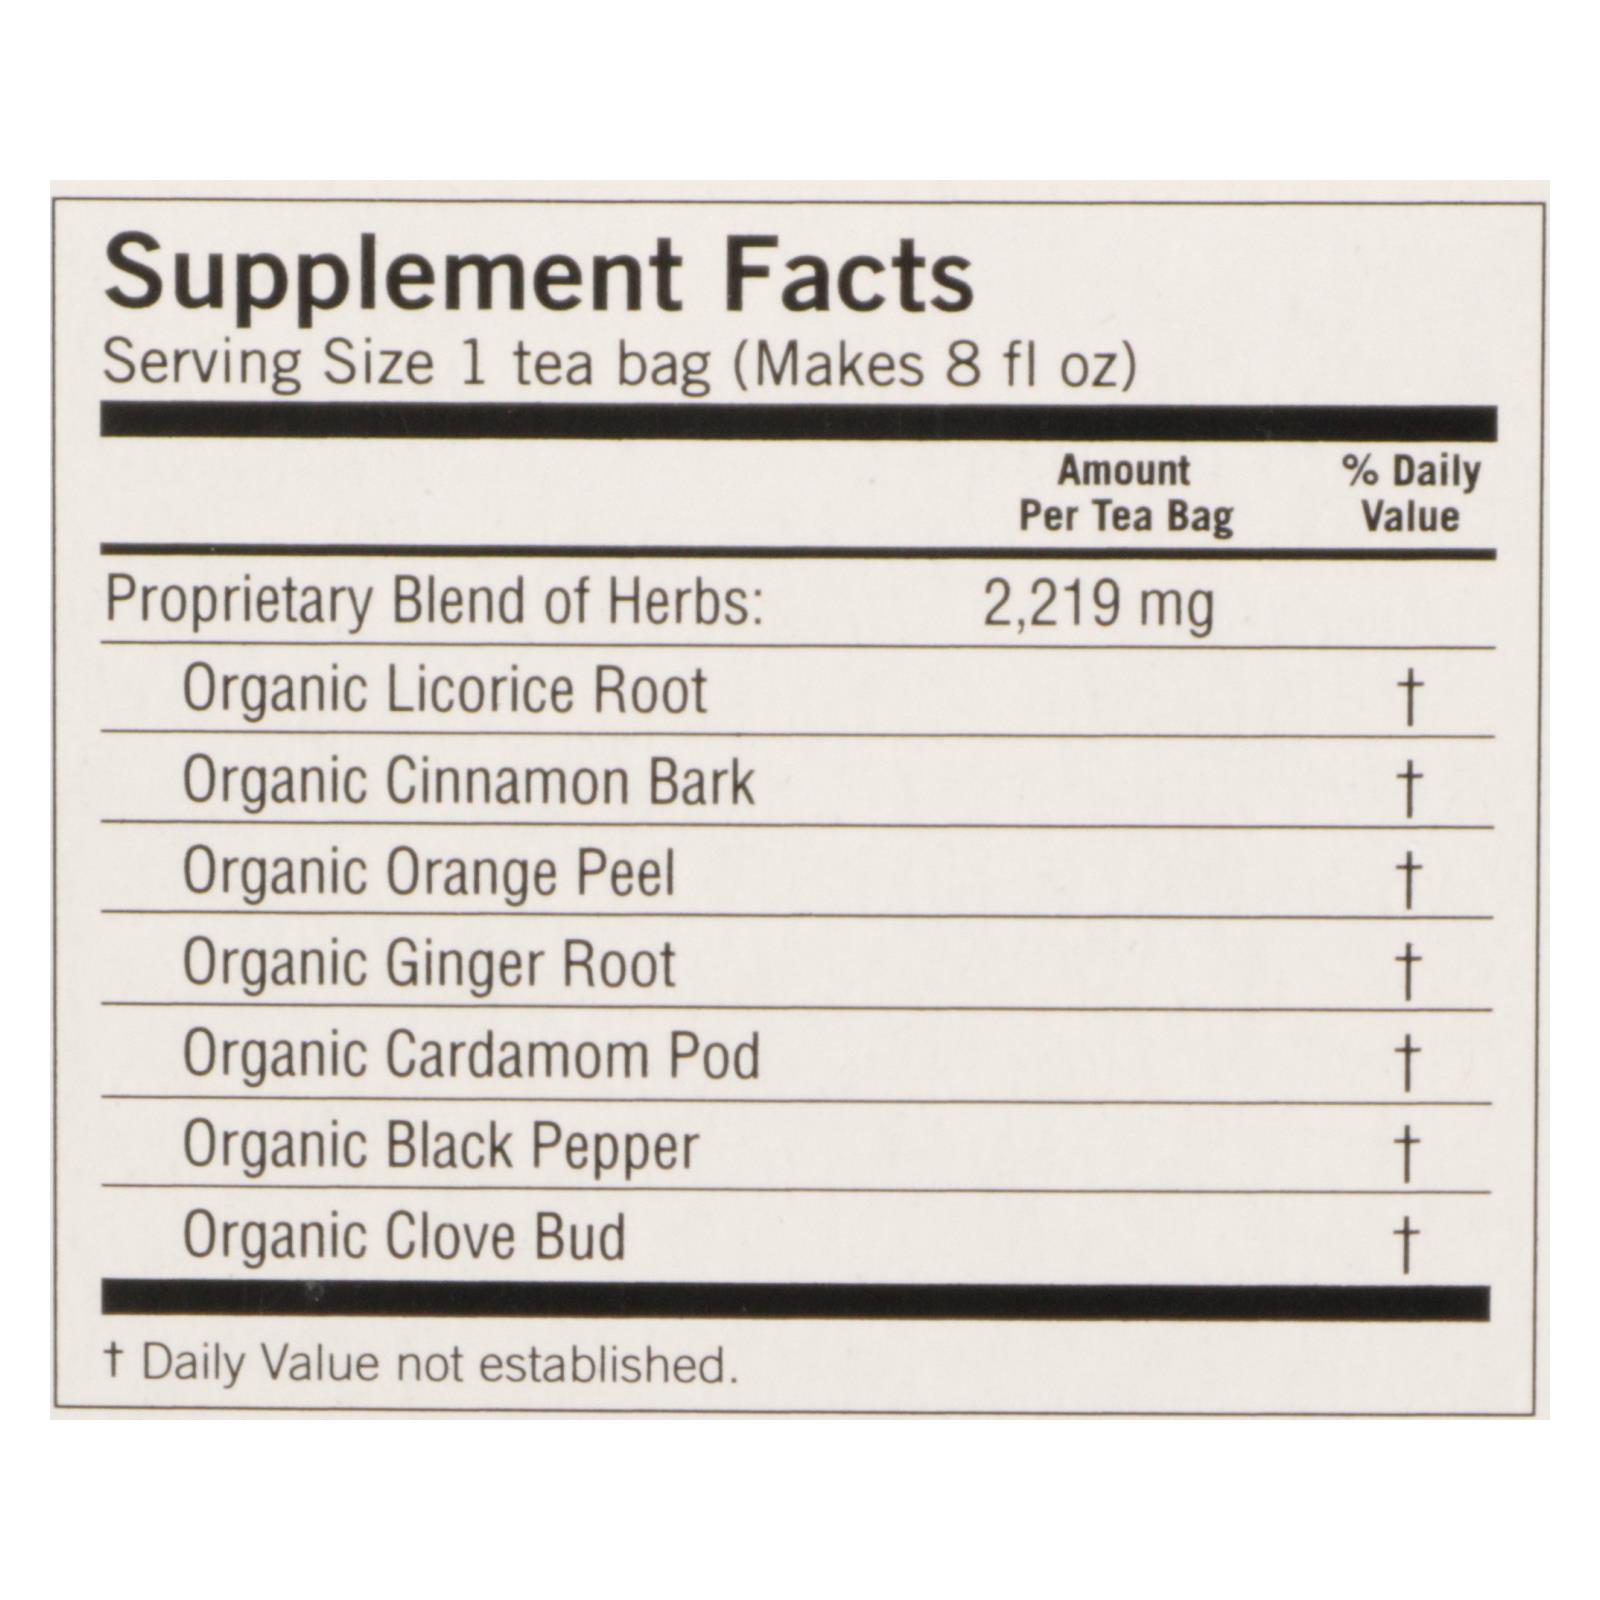 Supplement Facts
Serving Size 1 tea bag (Makes 8 fl oz)
Amount Per Tea Bag
% Daily Value
Proprietary Blend of Herbs: 2,219 mg
Organic Licorice Root †
Organic Cinnamon Bark †
Organic Orange Peel †
Organic Ginger Root †
Organic Cardamom Pod †
Organic Black Pepper †
Organic Clove Bud †
† Daily Value not established.